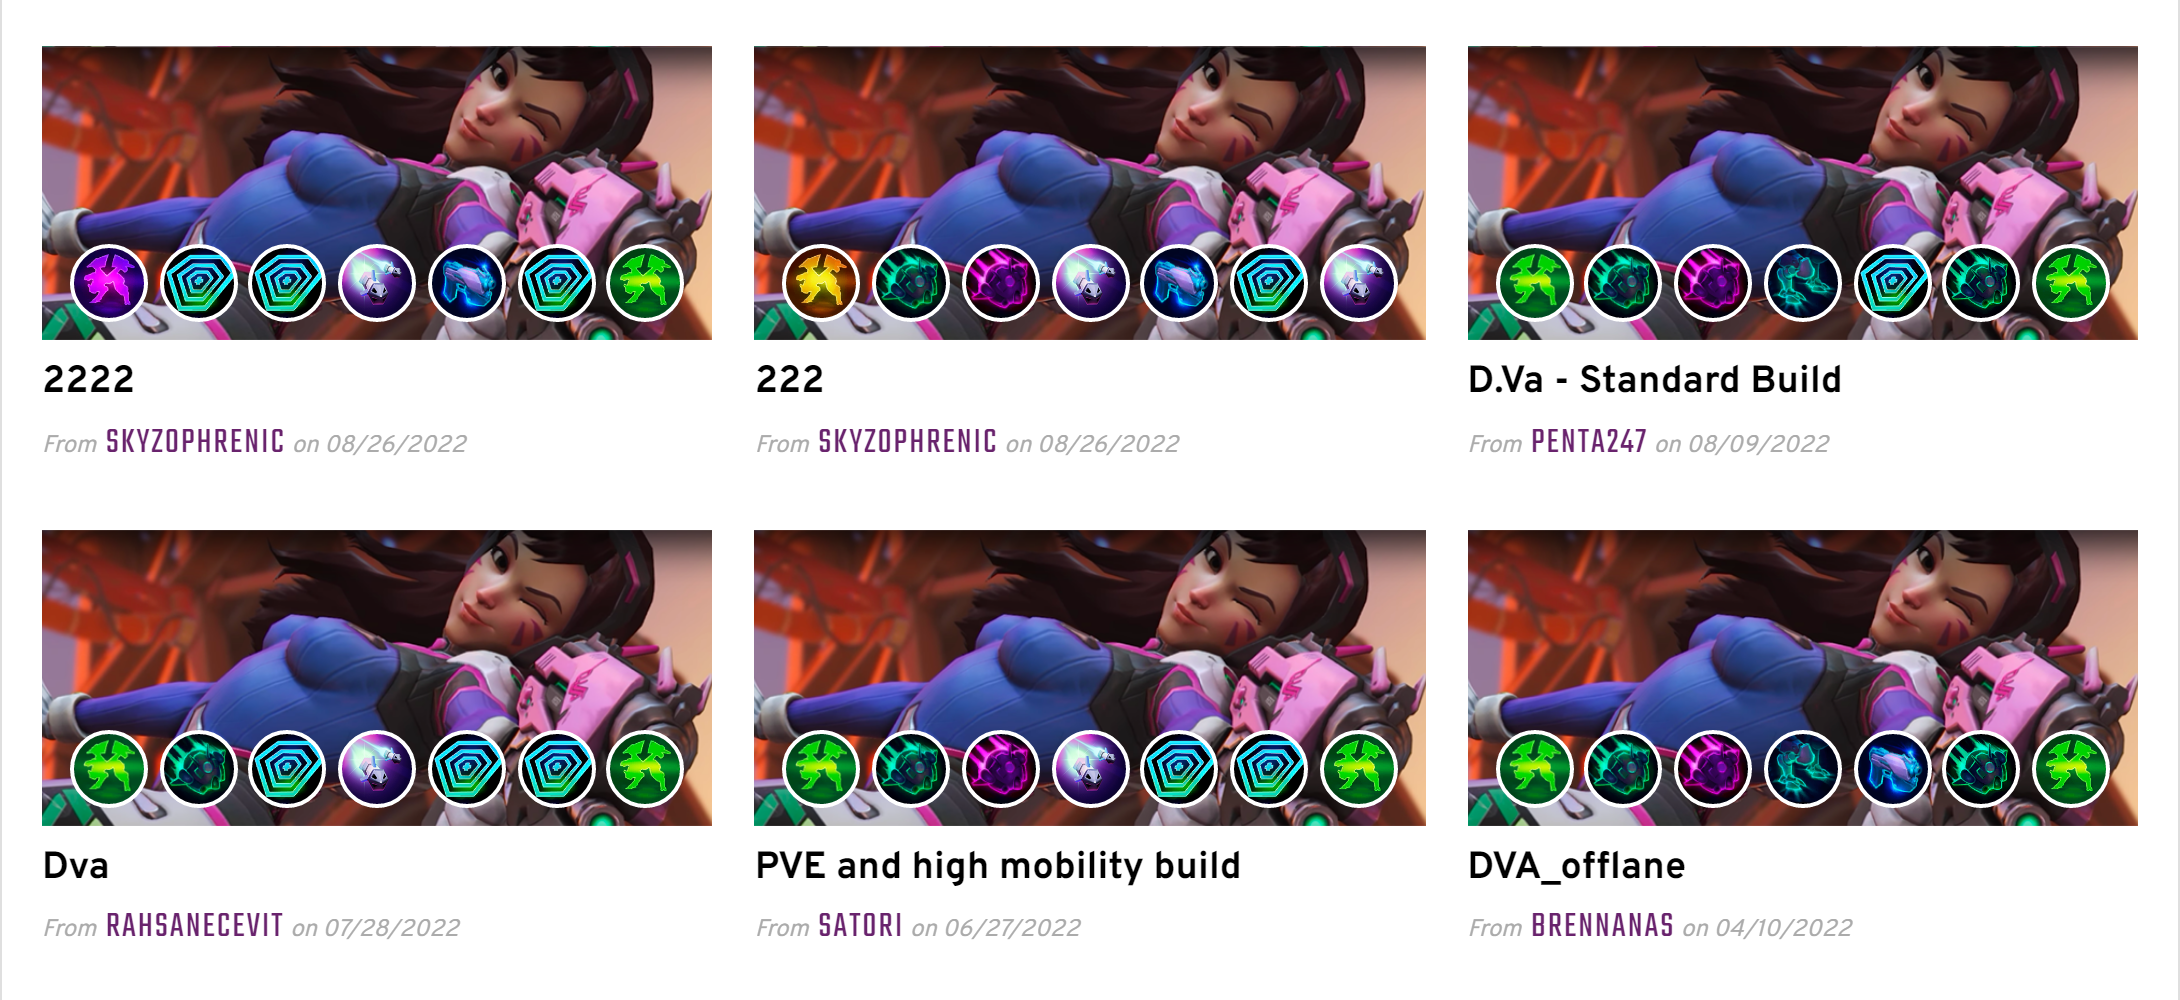 2222
From SKYZOPHRENIC on 08/26/2022
222
From SKYZOPHRENIC on 08/26/2022
D.Va - Standard Build
From PENTA247 on 08/09/2022
Dva
From RAHSANECEVIT on 07/28/2022
PVE and high mobility build
From SATORI on 06/27/2022
DVA_offlane
From BRENNANAS on 04/10/2022